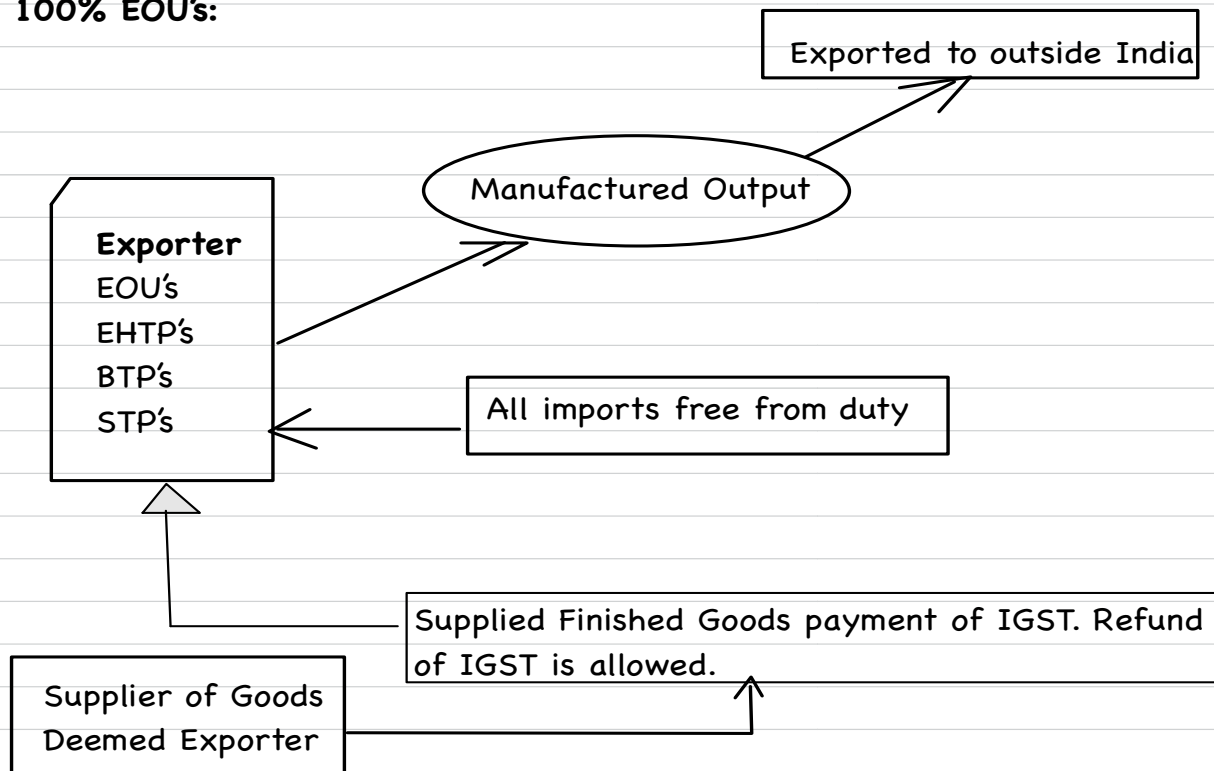 100% EOU's:
Exported to outside India
Manufactured Output
Exporter
EOU's
EHTP's
BTP's
STP's
All imports free from duty
Supplied Finished Goods payment of IGST. Refund
of IGST is allowed.
Supplier of Goods
Deemed Exporter